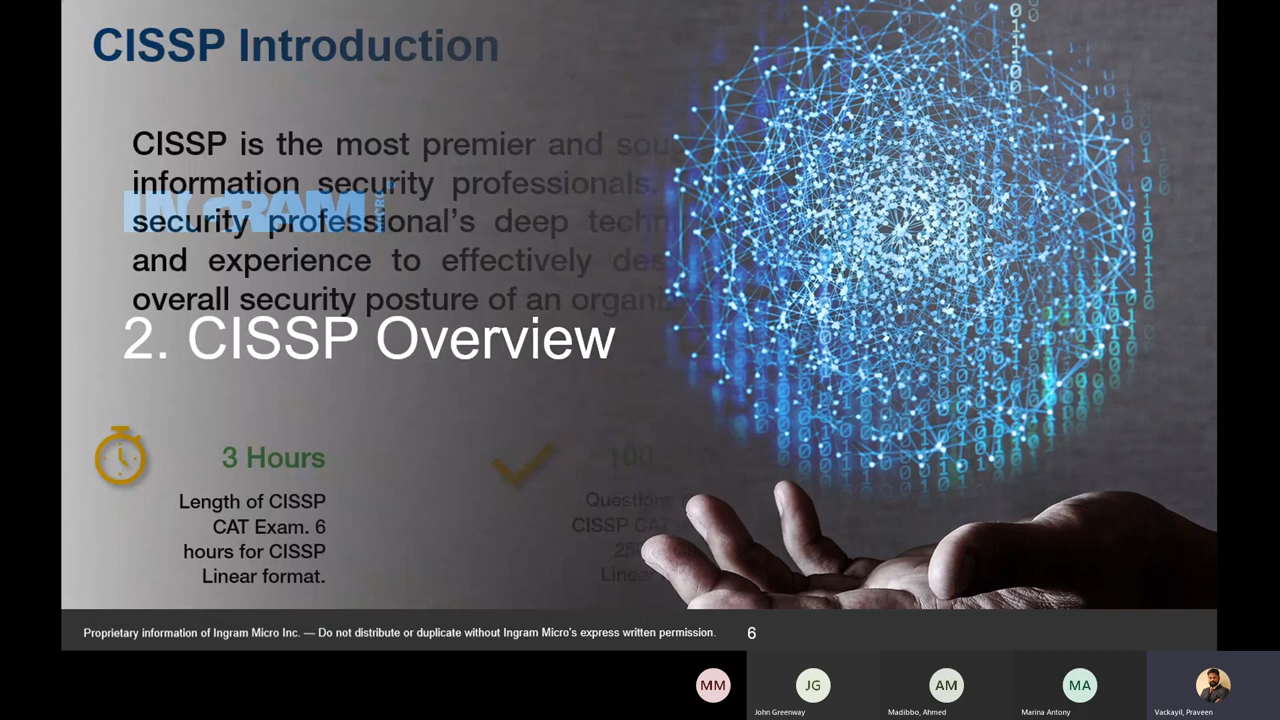 CISSP Introduction
CISSP is the most premier and
information security professionals.
security professional's deep
and experience to effectively
overall security posture of an
INGRAM
MICRO
2. CISSP Overview
3 Hours
Length of CISSP
CAT Exam. 6
hours for CISSP
Linear format.
100
Questions
CISSP CAT
Linear
Proprietary information of Ingram Micro Inc. — Do not distribute or duplicate without Ingram Micro's express written permission.
6
MM
JG
John Greenway
AM
Madibbo, Ahmed
MA
Marina Antony
Vackayil, Praveen